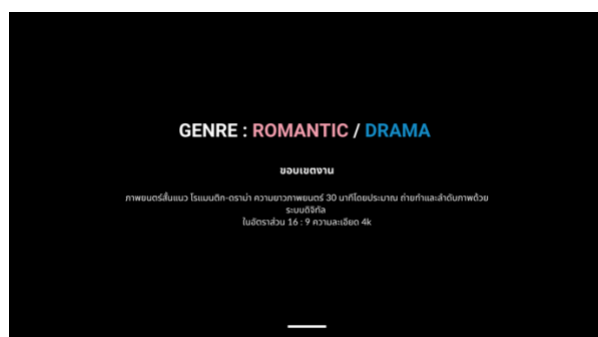 GENRE : ROMANTIC / DRAMA
ขอบเขตงาน
ภาพยนตร์สั้นแนว โรแมนติก-ดราม่า ความยาวภาพยนตร์ 30 นาทีโดยประมาณ ถ่ายทำและลำดับภาพด้วย
ระบบดิจิทัล
ในอัตราส่วน 16 : 9 ความละเอียด 4k